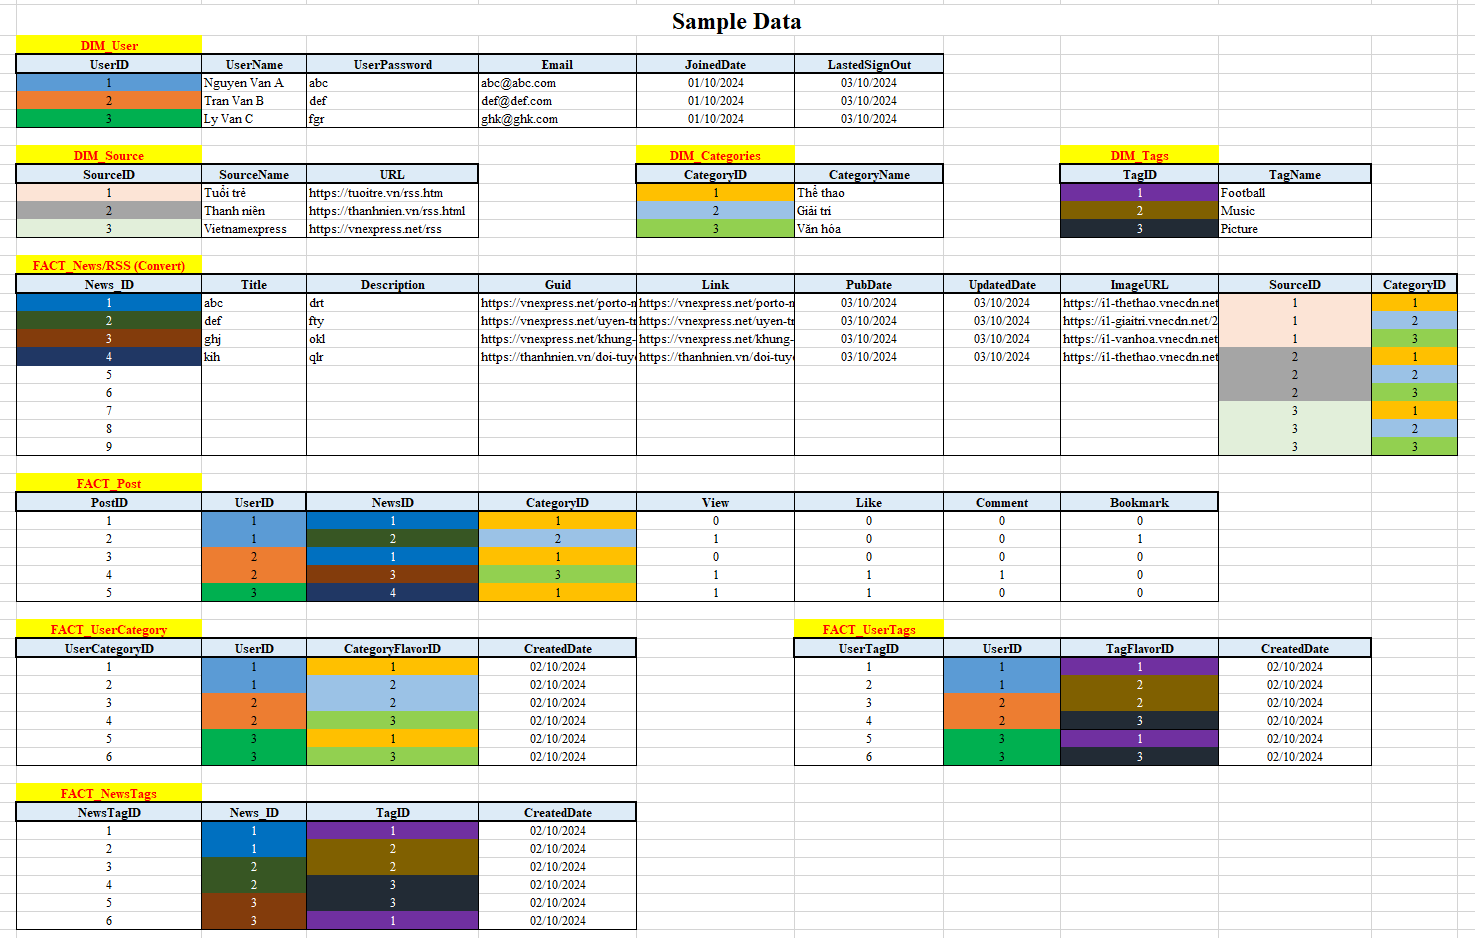 Sample Data
DIM_User
UserID UserName UserPassword Email JoinedDate LastedSignOut
1 Nguyen Van A abc abc@abc.com 01/10/2024 03/10/2024
2 Tran Van B def def@def.com 01/10/2024 03/10/2024
3 Ly Van C fgr ghk@ghk.com 01/10/2024 03/10/2024
DIM_Source DIM_Categories DIM_Tags
SourceID SourceName URL CategoryID CategoryName TagID TagName
1 Tuổi trẻ https://tuoitre.vn/rss.htm 1 Thể thao 1 Football
2 Thanh niên https://thanhnien.vn/rss.html 2 Giải trí 2 Music
3 Vietnamexpress https://vnexpress.net/rss 3 Văn hóa 3 Picture
FACT_News/RSS (Convert)
News_ID Title Description Guid Link PubDate UpdatedDate ImageURL SourceID CategoryID
1 abc drt https://vnexpress.net/porto-n https://vnexpress.net/porto-n 03/10/2024 03/10/2024 https://i1-thethao.vnecdn.net 1 1
2 def fty https://vnexpress.net/uyen-tr https://vnexpress.net/uyen-tr 03/10/2024 03/10/2024 https://i1-giaitri.vnecdn.net/2 1 2
3 ghj okl https://vnexpress.net/khung- https://vnexpress.net/khung- 03/10/2024 03/10/2024 https://i1-vanhoa.vnecdn.net 1 3
4 kih qlr https://thanhnien.vn/doi-tuy https://thanhnien.vn/doi-tuy 03/10/2024 03/10/2024 https://i1-thethao.vnecdn.net 2 1
5 2 2
6 2 3
7 3 1
8 3 2
9 3 3
FACT_Post
PostID UserID NewsID CategoryID View Like Comment Bookmark
1 1 1 1 0 0 0 0
2 1 2 2 1 0 0 1
3 2 1 1 0 0 0 0
4 2 3 3 1 1 1 0
5 3 4 1 1 1 0 0
FACT_UserCategory FACT_UserTags
UserCategoryID UserID CategoryFlavorID CreatedDate UserTagID UserID TagFlavorID CreatedDate
1 1 1 02/10/2024 1 1 1 02/10/2024
2 1 2 02/10/2024 2 1 2 02/10/2024
3 2 2 02/10/2024 3 2 2 02/10/2024
4 2 3 02/10/2024 4 2 3 02/10/2024
5 3 1 02/10/2024 5 3 1 02/10/2024
6 3 3 02/10/2024 6 3 3 02/10/2024
FACT_NewsTags
NewsTagID News_ID TagID CreatedDate
1 1 1 02/10/2024
2 1 2 02/10/2024
3 2 2 02/10/2024
4 2 3 02/10/2024
5 3 3 02/10/2024
6 3 1 02/10/2024